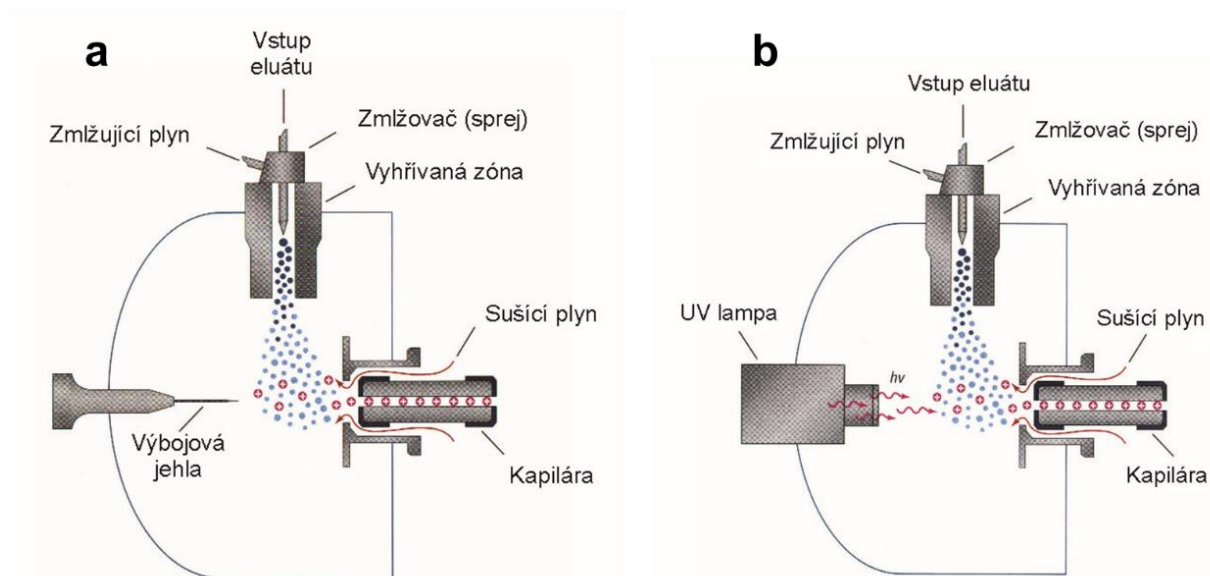 a
Vstup
eluátu
Zmlžující plyn
Zmlžovač (sprej)
Vyhřívaná zóna
Sušící plyn
Výbojová
jehla
Kapilára
b
Vstup eluátu
Zmlžující plyn
Zmlžovač (sprej)
Vyhřívaná zóna
UV lampa
hv
Sušící plyn
Kapilára